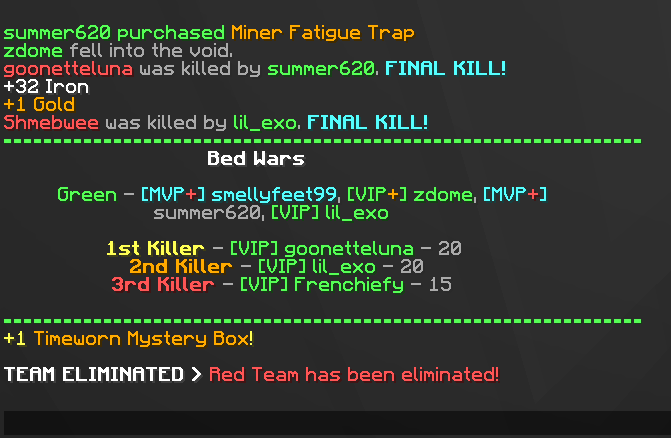 summer620 purchased Miner Fatigue Trap
zdome fell into the void.
goonetteluna was killed by summer620. FINAL KILL!
+32 Iron
+1 Gold
Shmebwee was killed by lil_exo. FINAL KILL!
Bed Wars
Green - [MVP+] smellyfeet99, [VIP+] zdome, [MVP+]
summer620, [VIP] lil_exo
1st Killer - [VIP] goonetteluna - 20
2nd Killer - [VIP] lil_exo - 20
3rd Killer - [VIP] Frenchiefy - 15
+1 Timeworn Mystery Box!
TEAM ELIMINATED > Red Team has been eliminated!